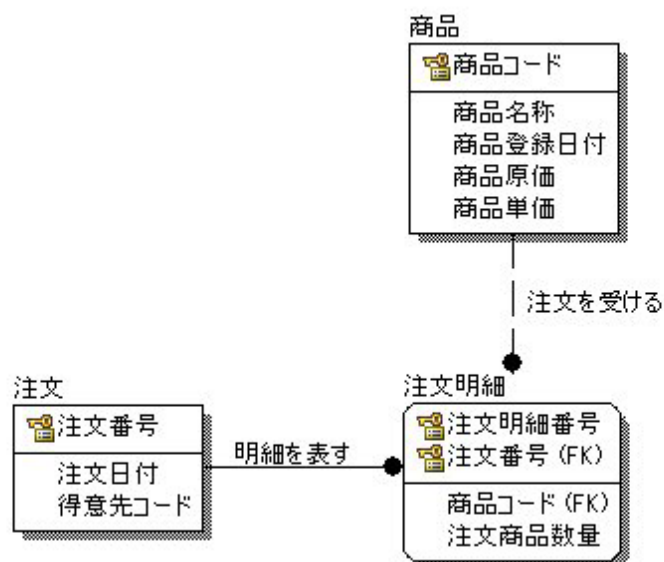 商品
商品コード
商品名称
商品登録日付
商品原価
商品単価
注文を受ける
注文
注文番号
注文日付
得意先コード
明細を表す
注文明細
注文明細番号
注文番号(FK)
商品コード(FK)
注文商品数量